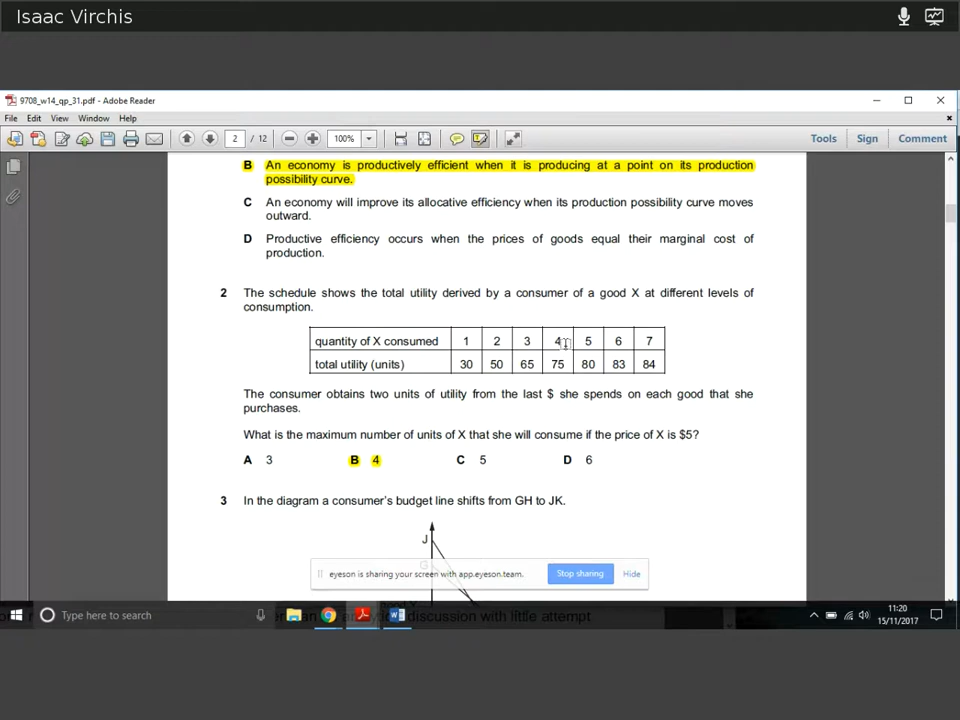 Isaac Virchis
9708_w14_qp_31.pdf - Adobe Reader
File Edit View Window Help
2 / 12 100% Tools Sign Comment
B An economy is productively efficient when it is producing at a point on its production
possibility curve.
C An economy will improve its allocative efficiency when its production possibility curve moves
outward.
D Productive efficiency occurs when the prices of goods equal their marginal cost of
production.
2 The schedule shows the total utility derived by a consumer of a good X at different levels of
consumption.
quantity of X consumed 1 2 3 4 5 6 7
total utility (units) 30 50 65 75 80 83 84
The consumer obtains two units of utility from the last $ she spends on each good that she
purchases.
What is the maximum number of units of X that she will consume if the price of X is $5?
A 3 B 4 C 5 D 6
3 In the diagram a consumer's budget line shifts from GH to JK.
J
G
eyeson is sharing your screen with app.eyeson.team. Stop sharing Hide
discussion with little attempt
Type here to search
11:20
15/11/2017